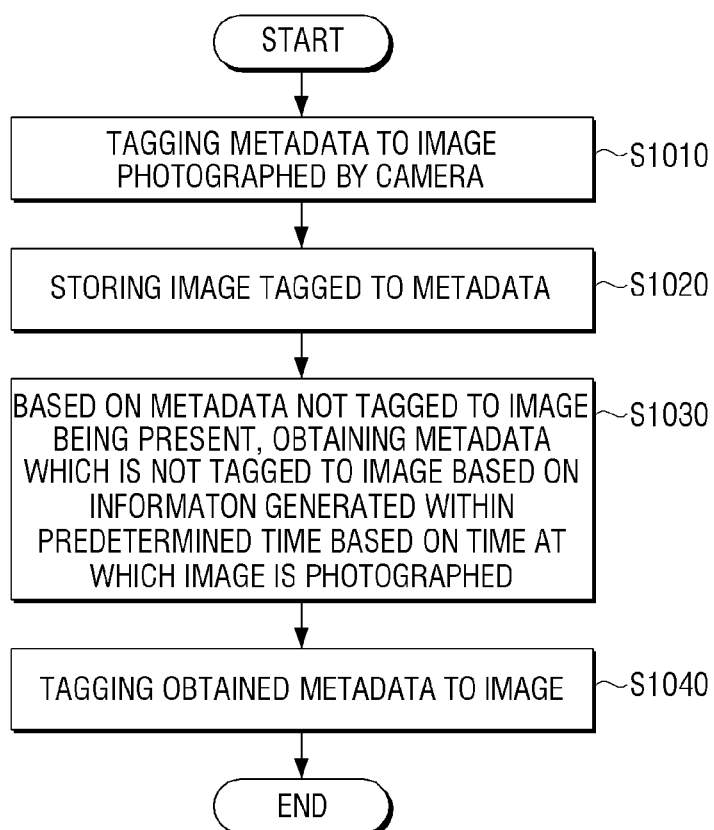 START
TAGGING METADATA TO IMAGE
PHOTOGRAPHED BY CAMERA
S1010
STORING IMAGE TAGGED TO METADATA
S1020
BASED ON METADATA NOT TAGGED TO IMAGE
BEING PRESENT, OBTAINING METADATA
WHICH IS NOT TAGGED TO IMAGE BASED ON
INFORMATON GENERATED WITHIN
PREDETERMINED TIME BASED ON TIME AT
WHICH IMAGE IS PHOTOGRAPHED
S1030
TAGGING OBTAINED METADATA TO IMAGE
S1040
END